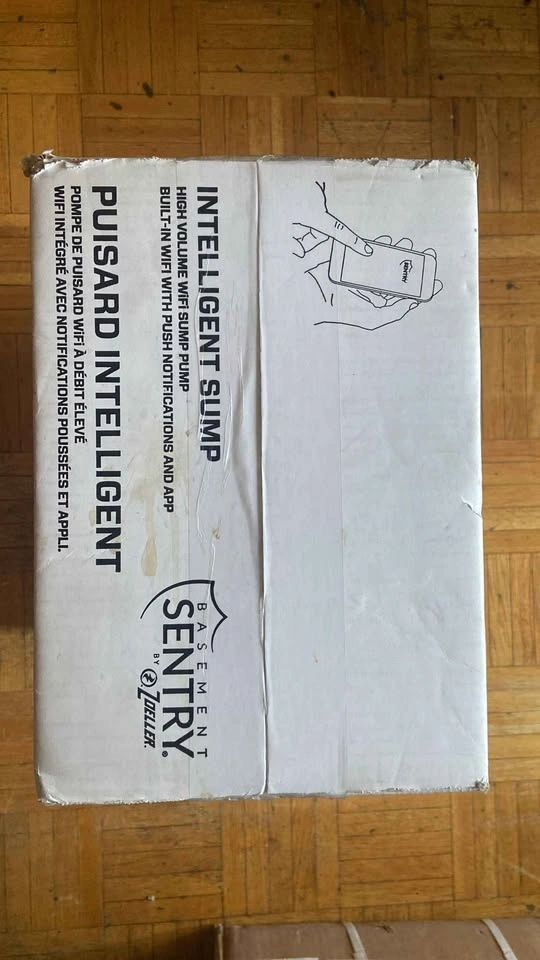 INTELLIGENT SUMP
HIGH VOLUME WiFi SUMP PUMP
BUILT-IN WIFI WITH PUSH NOTIFICATIONS AND APP
PUISARD INTELLIGENT
POMPE DE PUISARD WiFi À DÉBIT ÉLEVÉ
WIFI INTÉGRÉ AVEC NOTIFICATIONS POUSSÉES ET APPLI.
SENTRY
BASEMENT
SENTRY®
BY ZOELLER®